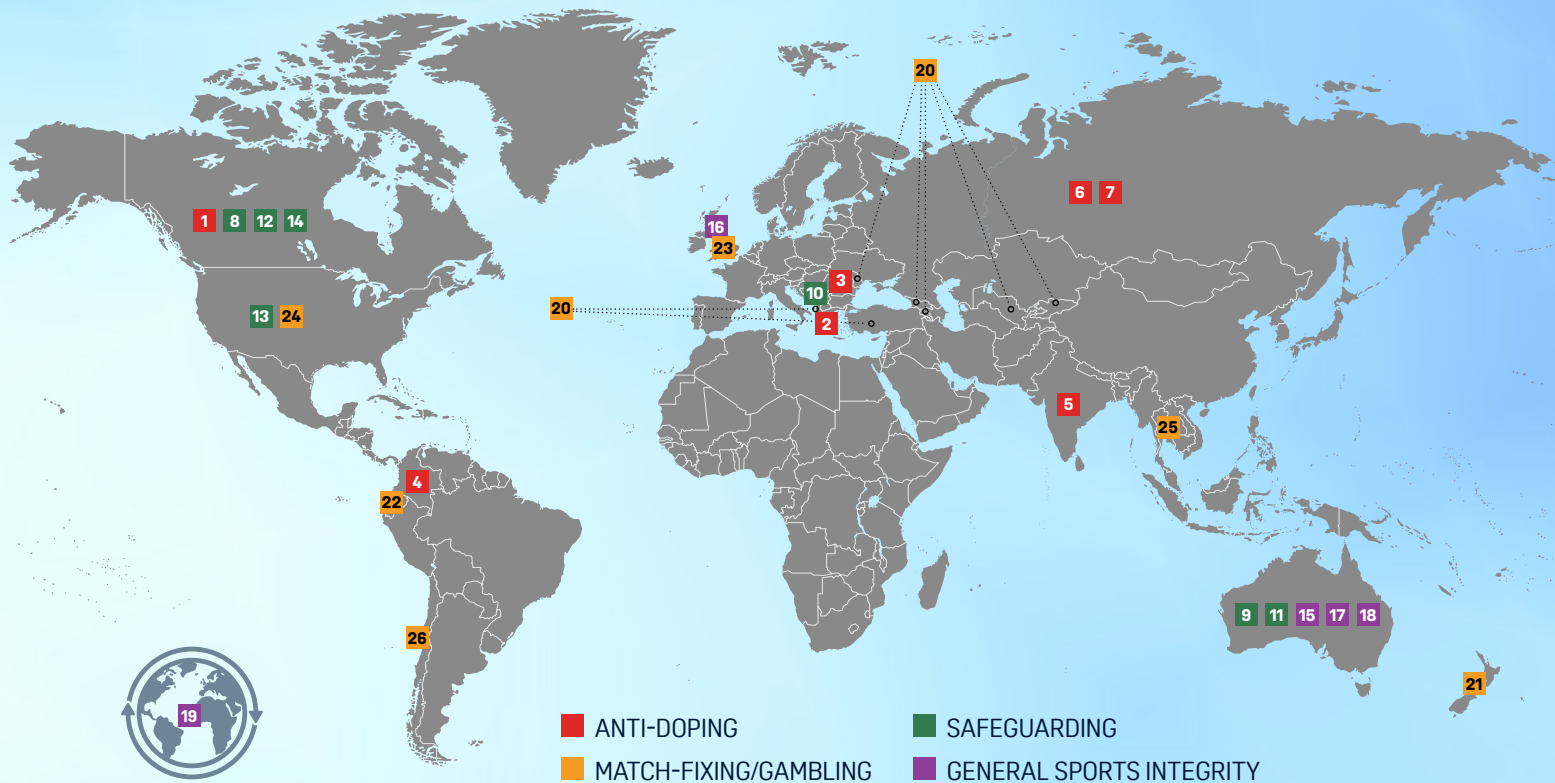 20
6 7
1 8 12 14
16
23
3
10
20
13 24
2
5
25
4
22
9 11 15 17 18
26
21
19
ANTI-DOPING
SAFEGUARDING
MATCH-FIXING/GAMBLING
GENERAL SPORTS INTEGRITY